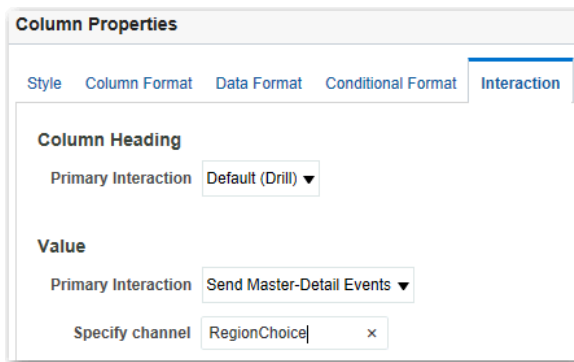 Column Properties
Style Column Format Data Format Conditional Format Interaction
Column Heading
Primary Interaction Default (Drill)
Value
Primary Interaction Send Master-Detail Events
Specify channel RegionChoice ×